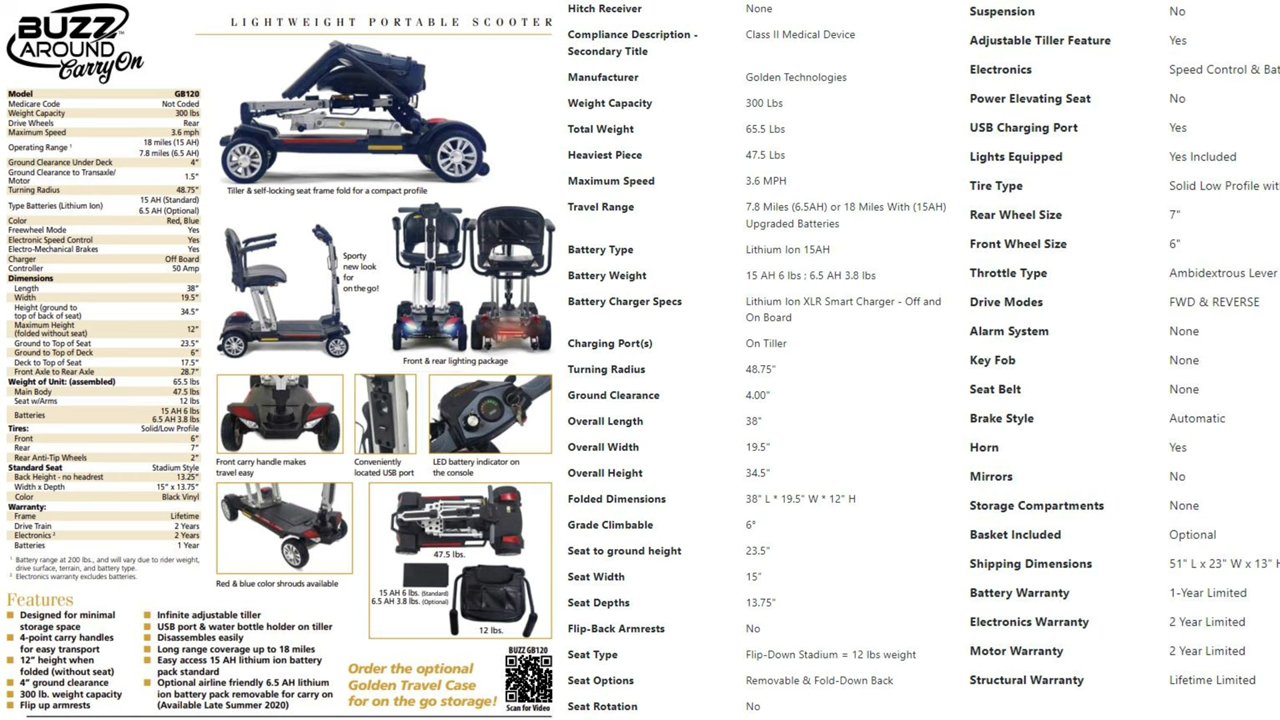 BUZZ
AROUND
CarryOn
LIGHTWEIGHT PORTABLE SCOOTER
Model GB120
Medicare Code Not Coded
Weight Capacity 300 lbs
Drive Wheels Rear
Maximum Speed 3.6 mph
Operating Range ¹ 18 miles (15 AH)
7.8 miles (6.5 AH)
Ground Clearance Under Deck 4"
Ground Clearance to Transaxle/
Motor 1.5"
Turning Radius 48.75"
Type Batteries (Lithium Ion) 15 AH (Standard)
6.5 AH (Optional)
Color Red, Blue
Freewheel Mode Yes
Electronic Speed Control Yes
Electro-Mechanical Brakes Yes
Charger Off Board
Controller 50 Amp
Dimensions
Length 38"
Width 19.5"
Height (ground to
top of back of seat) 34.5"
Maximum Height
(folded without seat) 12"
Ground to Top of Seat 23.5"
Ground to Top of Deck 6"
Deck to Top of Seat 17.5"
Front Axle to Rear Axle 28.7"
Weight of Unit: (assembled) 65.5 lbs
Main Body 47.5 lbs
Seat w/Arms 12 lbs
Batteries 15 AH 6 lbs
6.5 AH 3.8 lbs
Tires: Solid/Low Profile
Front 6"
Rear 7"
Rear Anti-Tip Wheels 2"
Standard Seat Stadium Style
Back Height - no headrest 13.25"
Width x Depth 15" x 13.75"
Color Black Vinyl
Warranty:
Frame Lifetime
Drive Train 2 Years
Electronics ² 2 Years
Batteries 1 Year
¹ Battery range at 200 lbs., and will vary due to rider weight,
drive surface, terrain, and battery type.
² Electronics warranty excludes batteries.
Tiller & self-locking seat frame fold for a compact profile
Sporty
new look
for
on the go!
Front & rear lighting package
Front carry handle makes
travel easy
Conveniently
located USB port
LED battery indicator on
the console
Red & blue color shrouds available
47.5 lbs.
15 AH 6 lbs. (Standard)
6.5 AH 3.8 lbs. (Optional)
12 lbs.
Features
Designed for minimal
storage space
4-point carry handles
for easy transport
12" height when
folded (without seat)
4" ground clearance
300 lb. weight capacity
Flip up armrests
Infinite adjustable tiller
USB port & water bottle holder on tiller
Disassembles easily
Long range coverage up to 18 miles
Easy access 15 AH lithium ion battery
pack standard
Optional airline friendly 6.5 AH lithium
ion battery pack removable for carry on
(Available Late Summer 2020)
Order the optional
Golden Travel Case
for on the go storage!
BUZZ GB120
Scan for Video
Hitch Receiver None
Compliance Description - Class II Medical Device
Secondary Title
Manufacturer Golden Technologies
Weight Capacity 300 Lbs
Total Weight 65.5 Lbs
Heaviest Piece 47.5 Lbs
Maximum Speed 3.6 MPH
Travel Range 7.8 Miles (6.5AH) or 18 Miles With (15AH)
Upgraded Batteries
Battery Type Lithium Ion 15AH
Battery Weight 15 AH 6 lbs : 6.5 AH 3.8 lbs
Battery Charger Specs Lithium Ion XLR Smart Charger - Off and
On Board
Charging Port(s) On Tiller
Turning Radius 48.75"
Ground Clearance 4.00"
Overall Length 38"
Overall Width 19.5"
Overall Height 34.5"
Folded Dimensions 38" L * 19.5" W * 12" H
Grade Climbable 6°
Seat to ground height 23.5"
Seat Width 15"
Seat Depths 13.75"
Flip-Back Armrests No
Seat Type Flip-Down Stadium = 12 lbs weight
Seat Options Removable & Fold-Down Back
Seat Rotation No
Suspension No
Adjustable Tiller Feature Yes
Electronics Speed Control & Bat
Power Elevating Seat No
USB Charging Port Yes
Lights Equipped Yes Included
Tire Type Solid Low Profile wit
Rear Wheel Size 7"
Front Wheel Size 6"
Throttle Type Ambidextrous Lever
Drive Modes FWD & REVERSE
Alarm System None
Key Fob None
Seat Belt None
Brake Style Automatic
Horn Yes
Mirrors No
Storage Compartments None
Basket Included Optional
Shipping Dimensions 51" L x 23" W x 13" H
Battery Warranty 1-Year Limited
Electronics Warranty 2 Year Limited
Motor Warranty 2 Year Limited
Structural Warranty Lifetime Limited